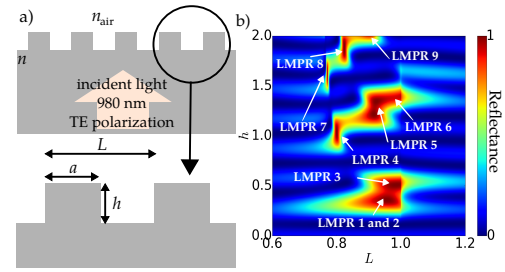 a)
n_air
n
incident light
980 nm
TE polarization
L
a
h
b)
2.0
1.5
1.0
0.5
0.0
h
0.6
0.8
1.0
1.2
L
LMPR 9
LMPR 8
LMPR 7
LMPR 6
LMPR 5
LMPR 4
LMPR 3
LMPR 1 and 2
1
0
Reflectance